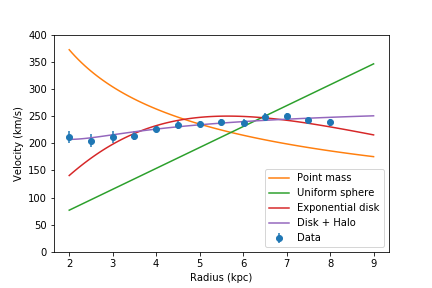 400
350
300
250
200
150
100
50
0
Velocity (km/s)
2
3
4
5
6
7
8
9
Radius (kpc)
Point mass
Uniform sphere
Exponential disk
Disk + Halo
Data